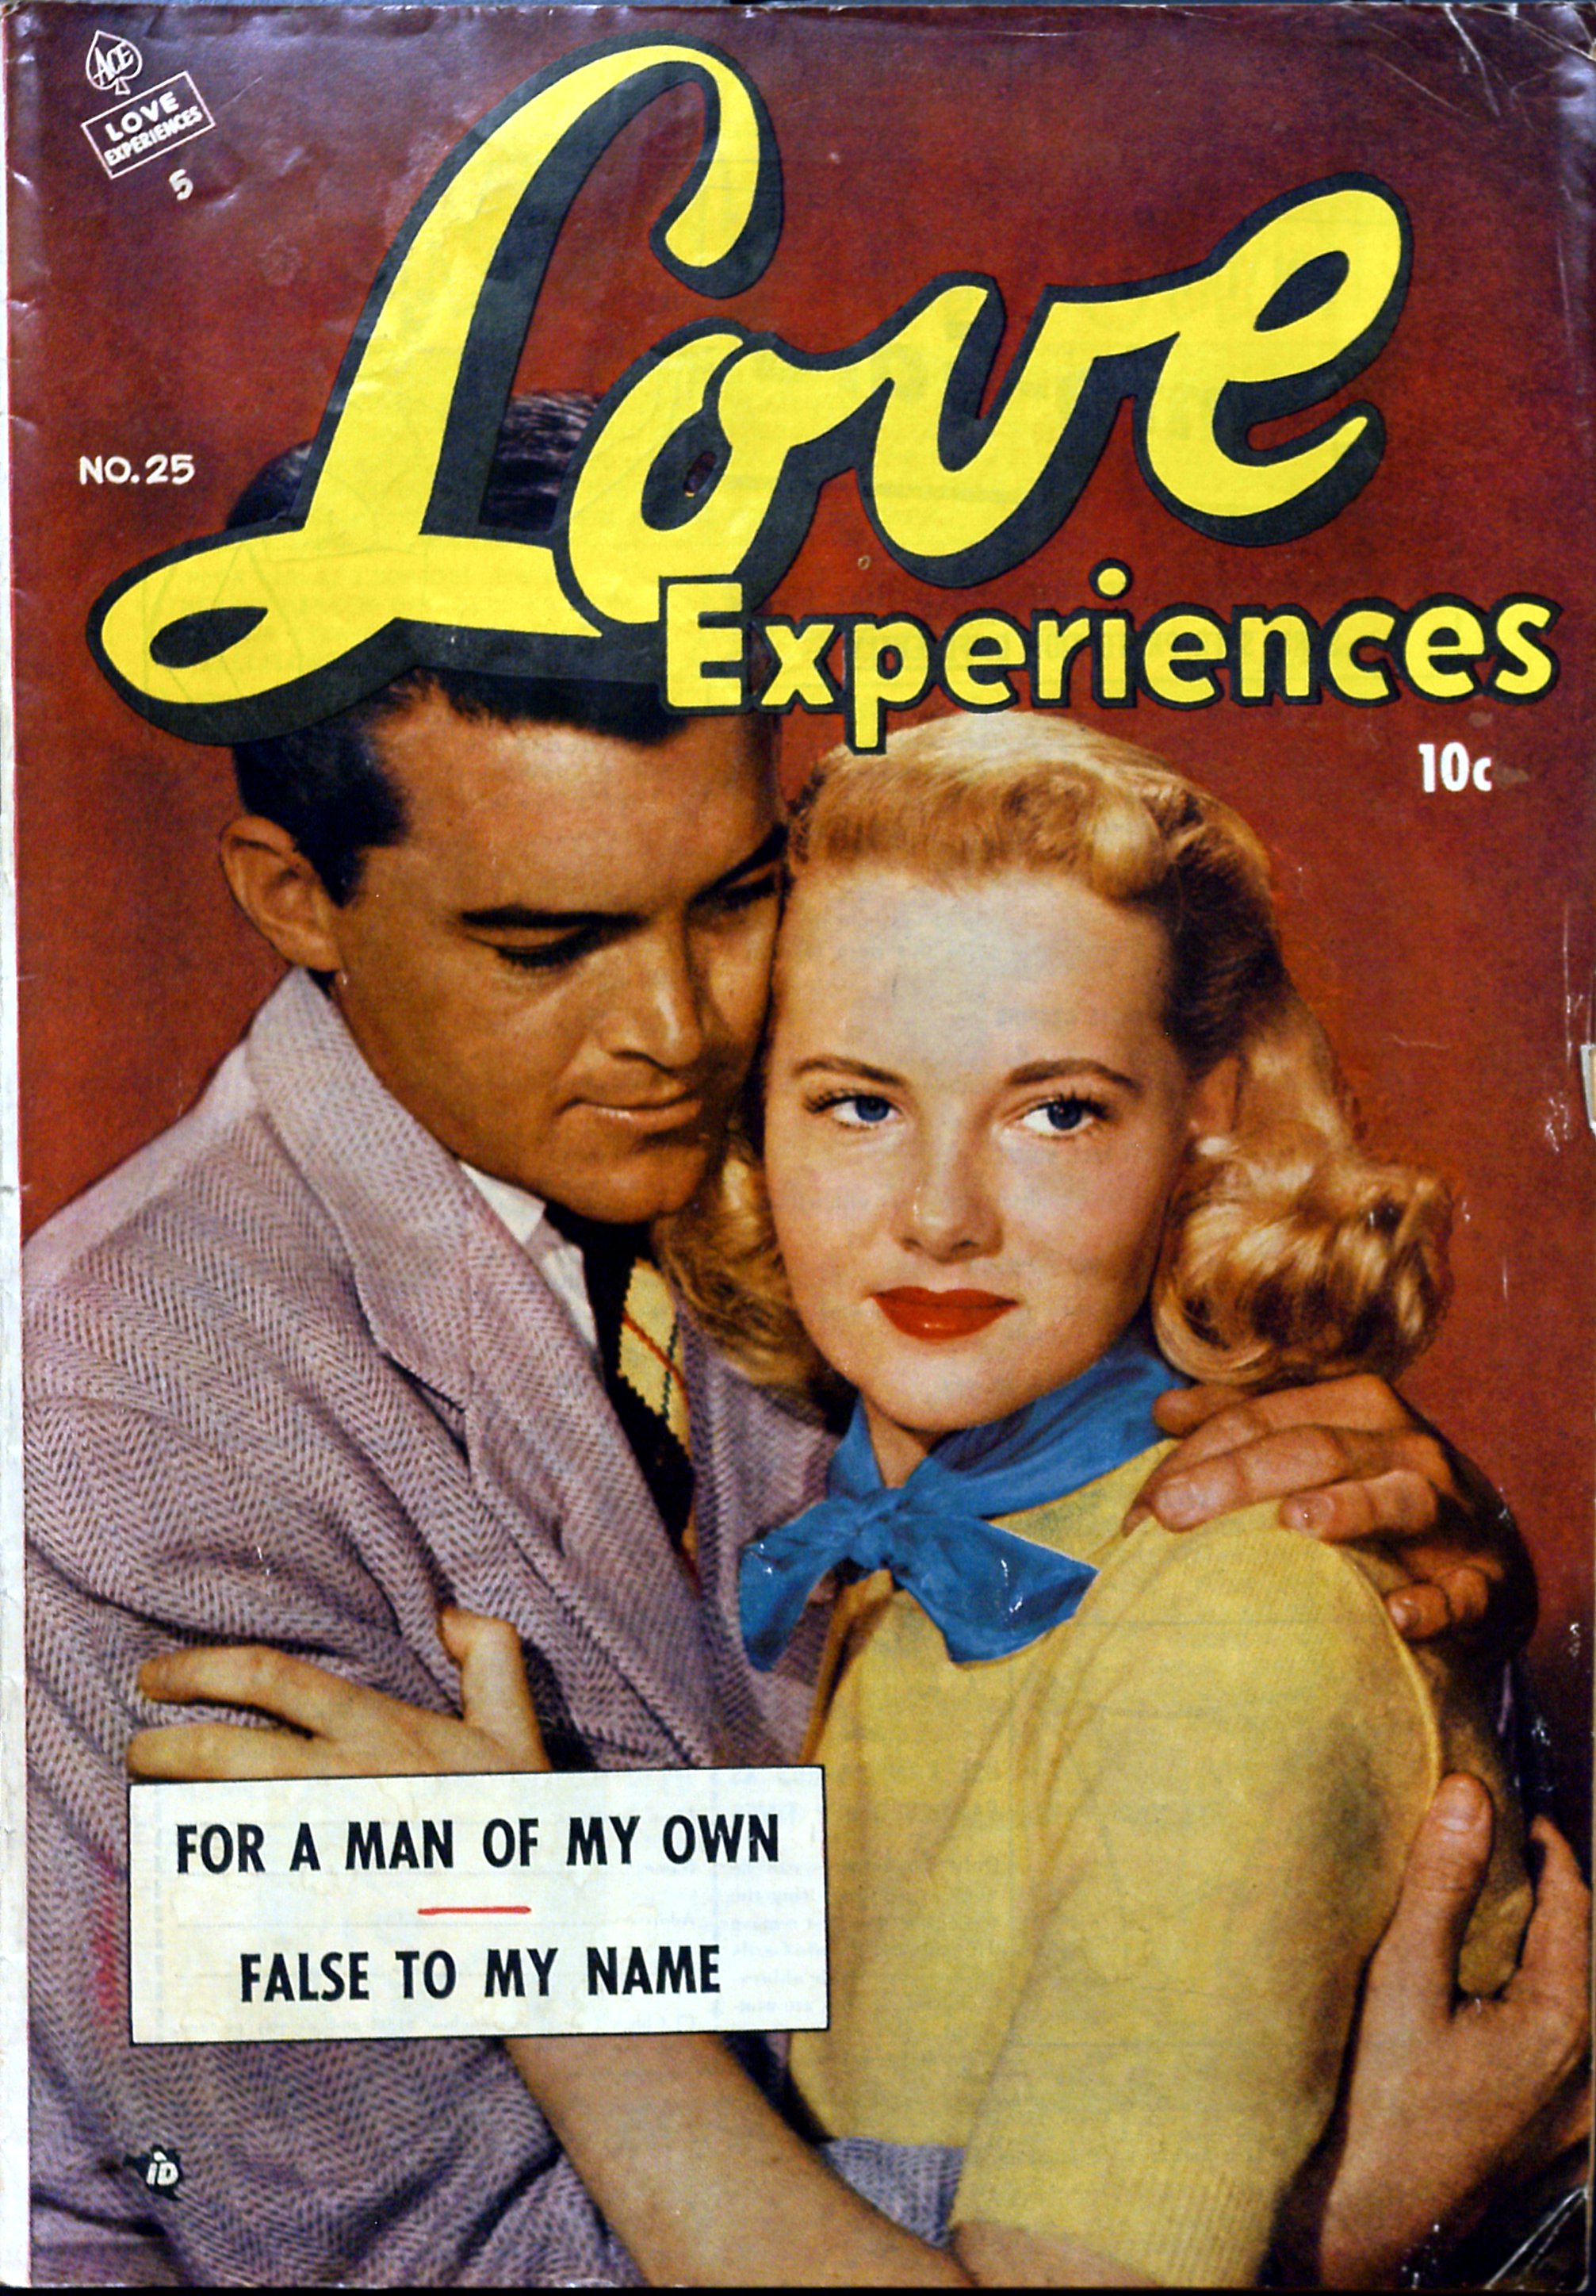 ACE
LOVE
EXPERIENCES
5
Love
NO. 25
Experiences
10c
FOR A MAN OF MY OWN
FALSE TO MY NAME
ID